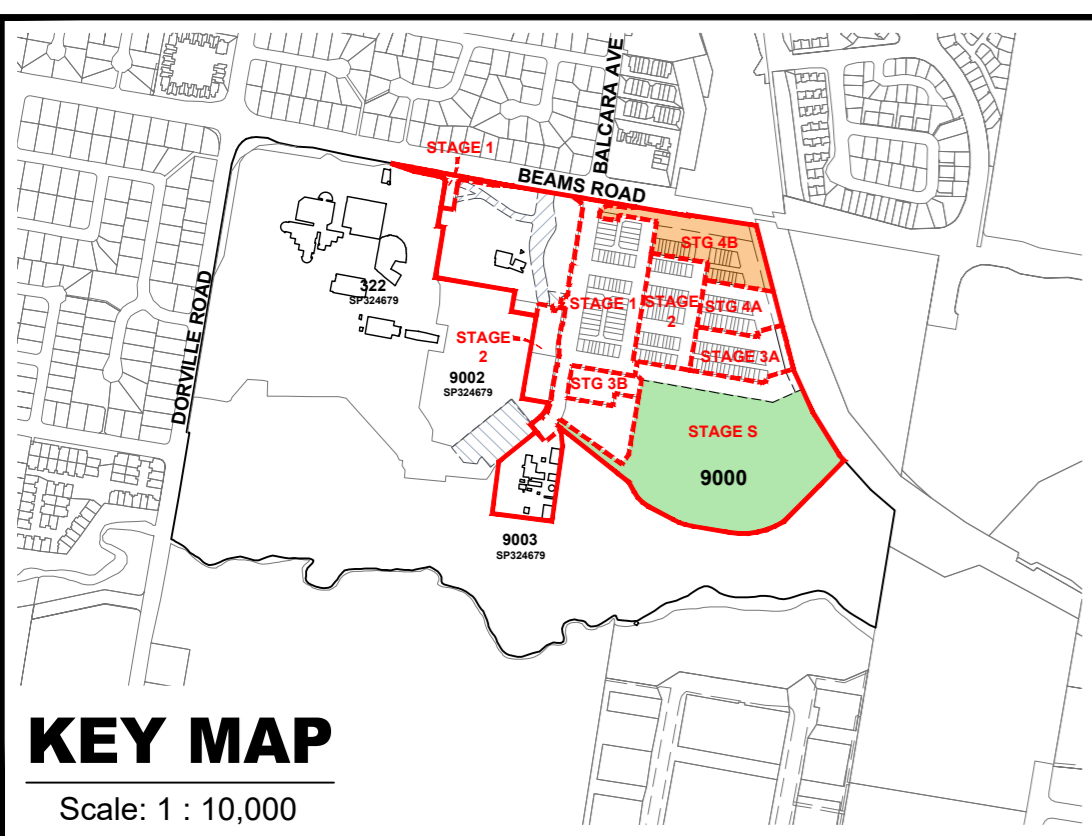 BALCARA AVE
STAGE 1
BEAMS ROAD
STG 4B
DORVILLE ROAD
322
SP324679
STAGE 1
STAGE
2
STG 4A
STAGE
2
STAGE 3A
9002
SP324679
STG 3B
STAGE S
9000
9003
SP324679
KEY MAP
Scale: 1 : 10,000